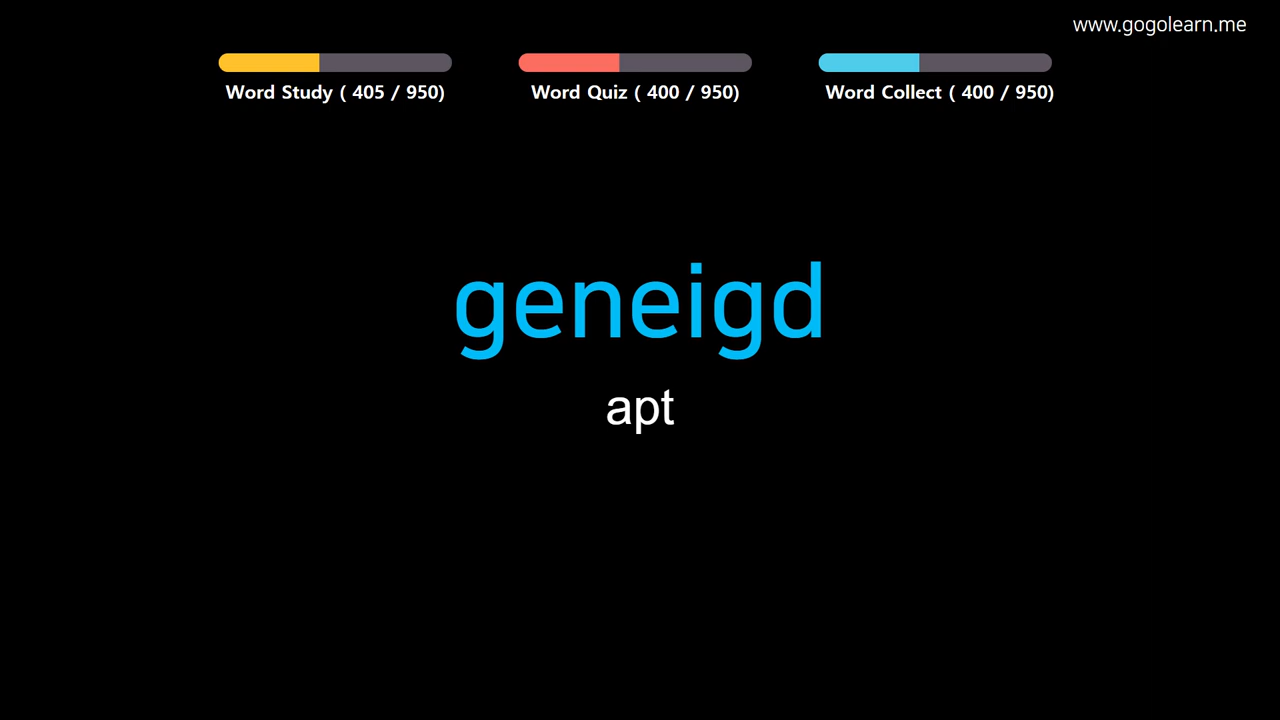 www.gogolearn.me
Word Study ( 405 / 950)
Word Quiz ( 400 / 950)
Word Collect ( 400 / 950)
geneigd
apt